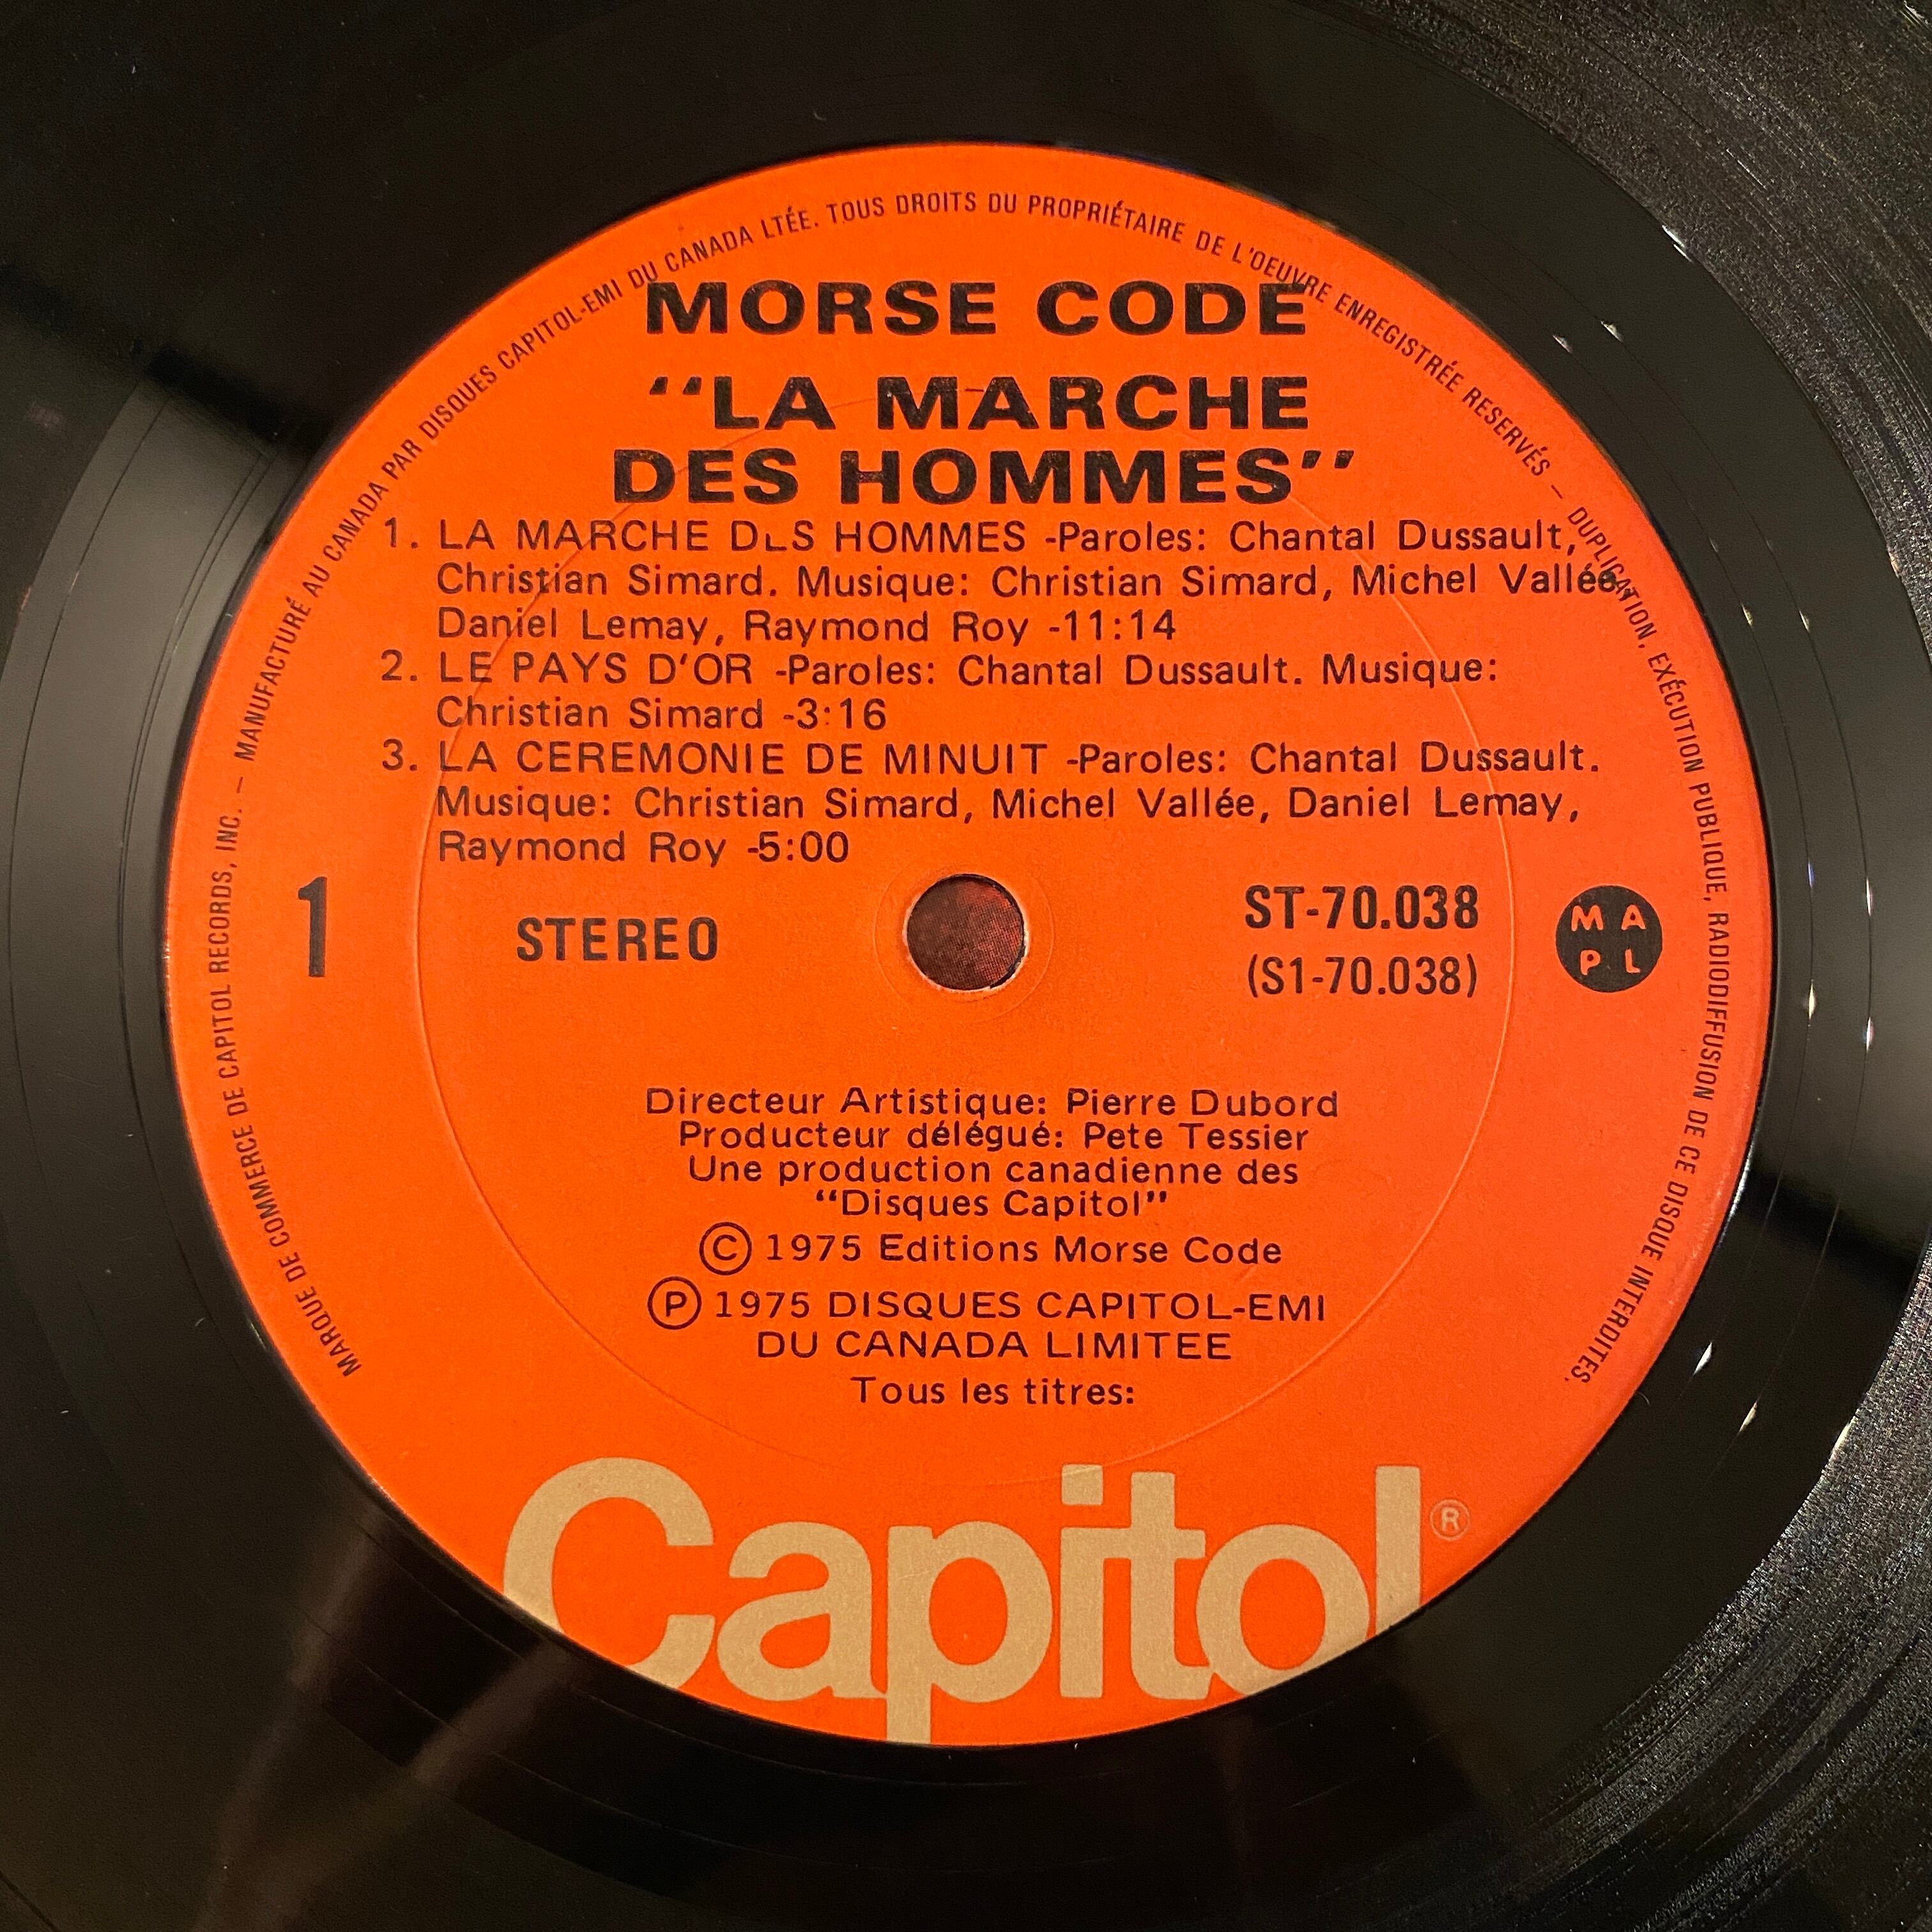 MARQUE DE COMMERCE DE CAPITOL RECORDS, INC. – MANUFACTURÉ AU CANADA PAR DISQUES CAPITOL-EMI DU CANADA LTÉE. TOUS DROITS DU PROPRIÉTAIRE DE L'OEUVRE ENREGISTRÉE RESERVÉS – DUPLICATION, EXÉCUTION PUBLIQUE, RADIODIFFUSION DE CE DISQUE INTERDITES.
MORSE CODE
“LA MARCHE
DES HOMMES”
1. LA MARCHE DES HOMMES -Paroles: Chantal Dussault,
Christian Simard. Musique: Christian Simard, Michel Vallée,
Daniel Lemay, Raymond Roy -11:14
2. LE PAYS D'OR -Paroles: Chantal Dussault. Musique:
Christian Simard -3:16
3. LA CEREMONIE DE MINUIT -Paroles: Chantal Dussault.
Musique: Christian Simard, Michel Vallée, Daniel Lemay,
Raymond Roy -5:00
1
STEREO
ST-70.038
(S1-70.038)
M A
P L
Directeur Artistique: Pierre Dubord
Producteur délégué: Pete Tessier
Une production canadienne des
“Disques Capitol”
© 1975 Editions Morse Code
Ⓟ 1975 DISQUES CAPITOL-EMI
DU CANADA LIMITEE
Tous les titres:
Capitol®